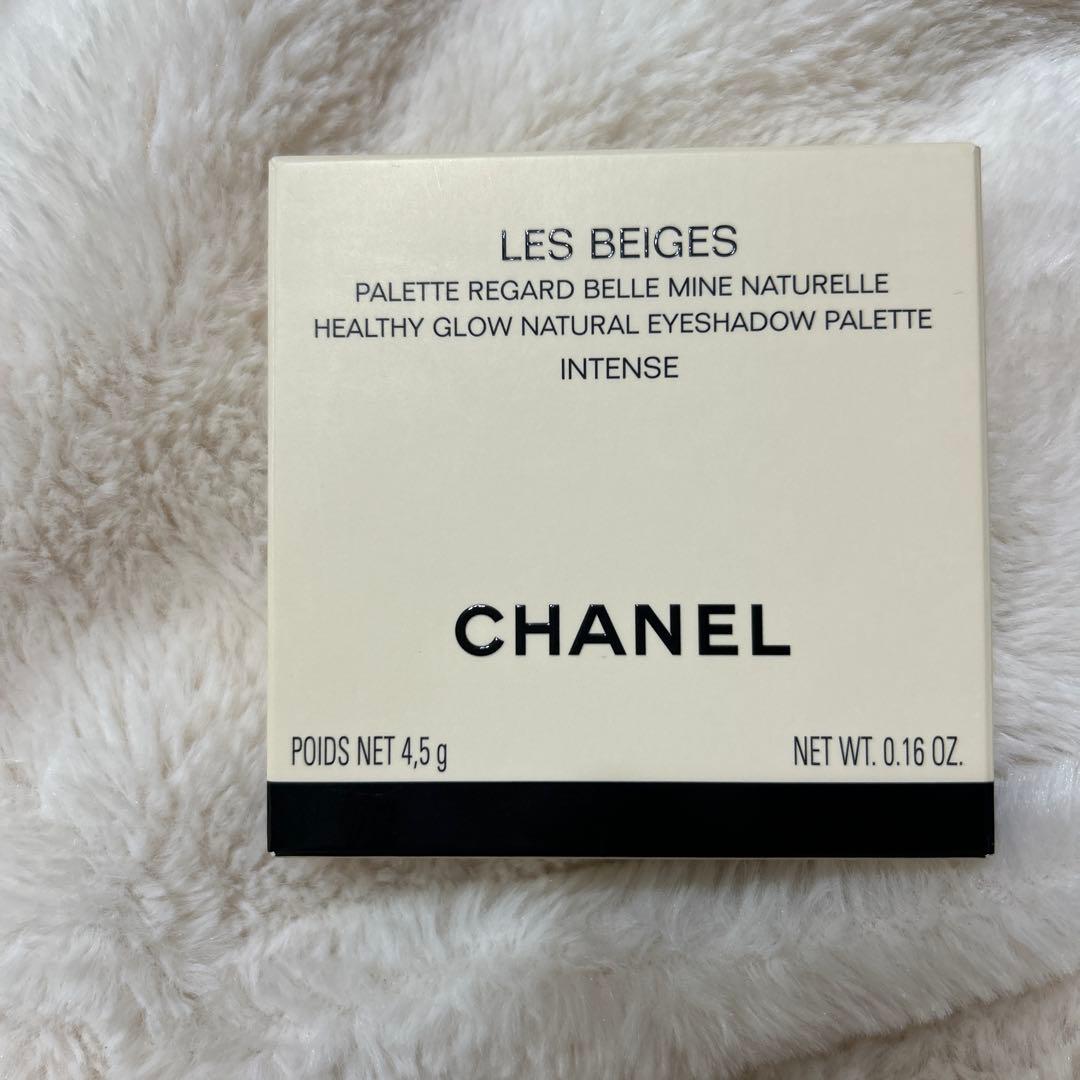 LES BEIGES
PALETTE REGARD BELLE MINE NATURELLE
HEALTHY GLOW NATURAL EYESHADOW PALETTE
INTENSE
CHANEL
POIDS NET 4,5 g
NET WT. 0.16 OZ.